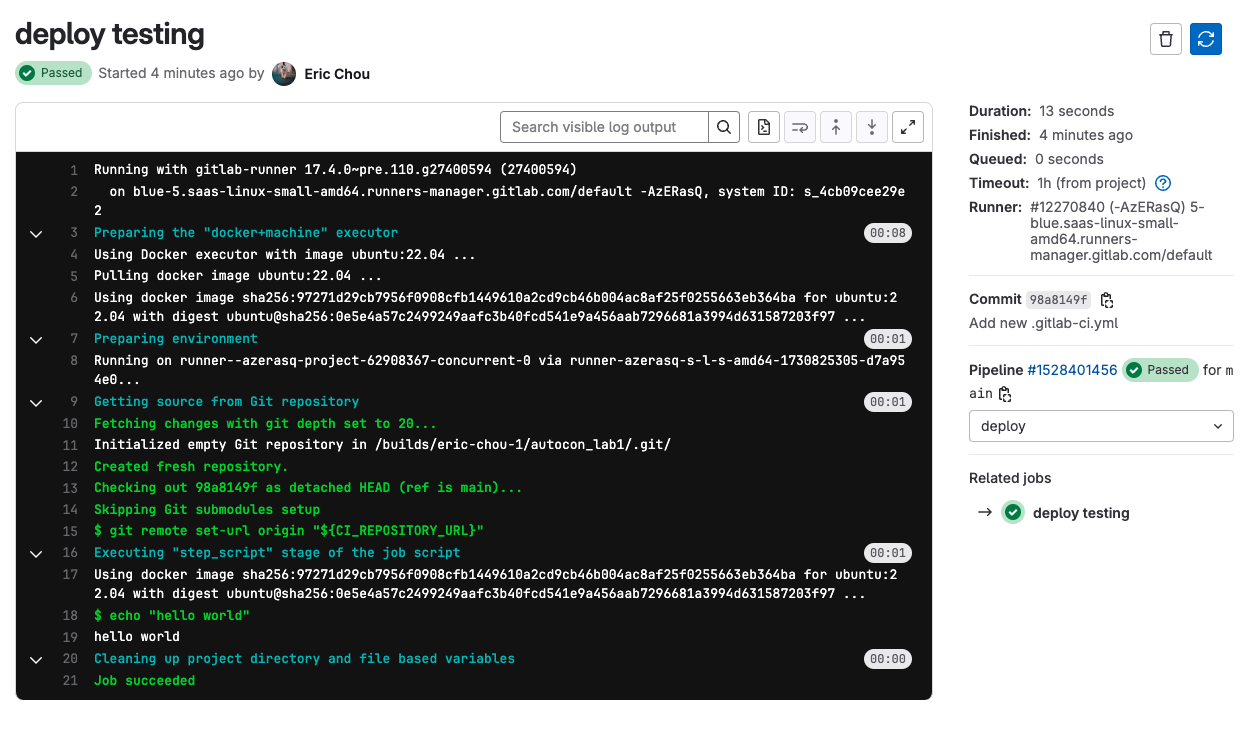 deploy testing
Passed Started 4 minutes ago by Eric Chou
Search visible log output
1 Running with gitlab-runner 17.4.0~pre.110.g27400594 (27400594)
2 on blue-5.saas-linux-small-amd64.runners-manager.gitlab.com/default -AzERasQ, system ID: s_4cb09cee29e
2
3 Preparing the "docker+machine" executor 00:08
4 Using Docker executor with image ubuntu:22.04 ...
5 Pulling docker image ubuntu:22.04 ...
6 Using docker image sha256:97271d29cb7956f0908cfb1449610a2cd9cb46b004ac8af25f0255663eb364ba for ubuntu:2
2.04 with digest ubuntu@sha256:0e5e4a57c2499249aafc3b40fcd541e9a456aab7296681a3994d631587203f97 ...
7 Preparing environment 00:01
8 Running on runner--azerasq-project-62908367-concurrent-0 via runner-azerasq-s-l-s-amd64-1730825305-d7a95
4e0...
9 Getting source from Git repository 00:01
10 Fetching changes with git depth set to 20...
11 Initialized empty Git repository in /builds/eric-chou-1/autocon_lab1/.git/
12 Created fresh repository.
13 Checking out 98a8149f as detached HEAD (ref is main)...
14 Skipping Git submodules setup
15 $ git remote set-url origin "${CI_REPOSITORY_URL}"
16 Executing "step_script" stage of the job script 00:01
17 Using docker image sha256:97271d29cb7956f0908cfb1449610a2cd9cb46b004ac8af25f0255663eb364ba for ubuntu:2
2.04 with digest ubuntu@sha256:0e5e4a57c2499249aafc3b40fcd541e9a456aab7296681a3994d631587203f97 ...
18 $ echo "hello world"
19 hello world
20 Cleaning up project directory and file based variables 00:00
21 Job succeeded
Duration: 13 seconds
Finished: 4 minutes ago
Queued: 0 seconds
Timeout: 1h (from project)
Runner: #12270840 (-AzERasQ) 5-
blue.saas-linux-small-
amd64.runners-
manager.gitlab.com/default
Commit 98a8149f
Add new .gitlab-ci.yml
Pipeline #1528401456 Passed for m
ain
deploy
Related jobs
→ deploy testing